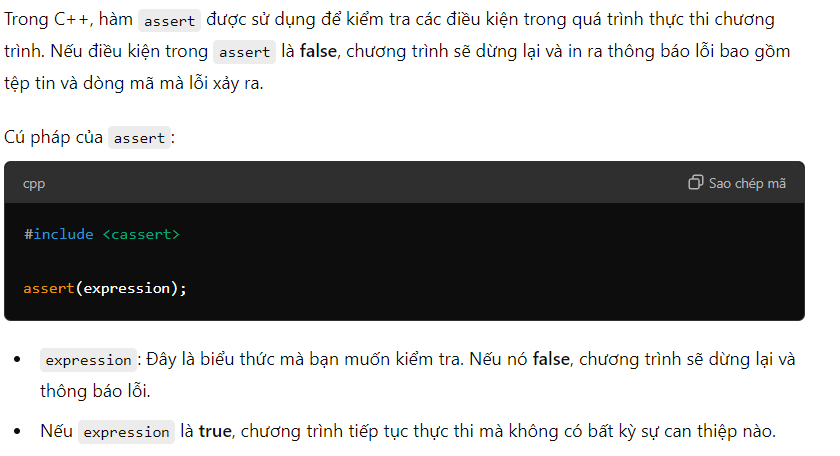 Trong C++, hàm assert được sử dụng để kiểm tra các điều kiện trong quá trình thực thi chương
trình. Nếu điều kiện trong assert là false, chương trình sẽ dừng lại và in ra thông báo lỗi bao gồm
tệp tin và dòng mã mà lỗi xảy ra.
Cú pháp của assert:
cpp Sao chép mã
#include <cassert>
assert(expression);
• expression: Đây là biểu thức mà bạn muốn kiểm tra. Nếu nó false, chương trình sẽ dừng lại và
thông báo lỗi.
• Nếu expression là true, chương trình tiếp tục thực thi mà không có bất kỳ sự can thiệp nào.